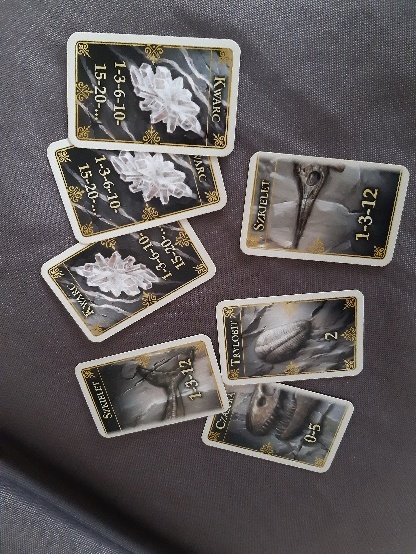 KWARC
1-3-6-10-
15-20-...
KWARC
1-3-6-10-
15-20-...
KWARC
1-3-6-10-
15-20-...
SZKIELET
1-3-12
TRYLOBIT
2
SZKIELET
1-3-12
0-5